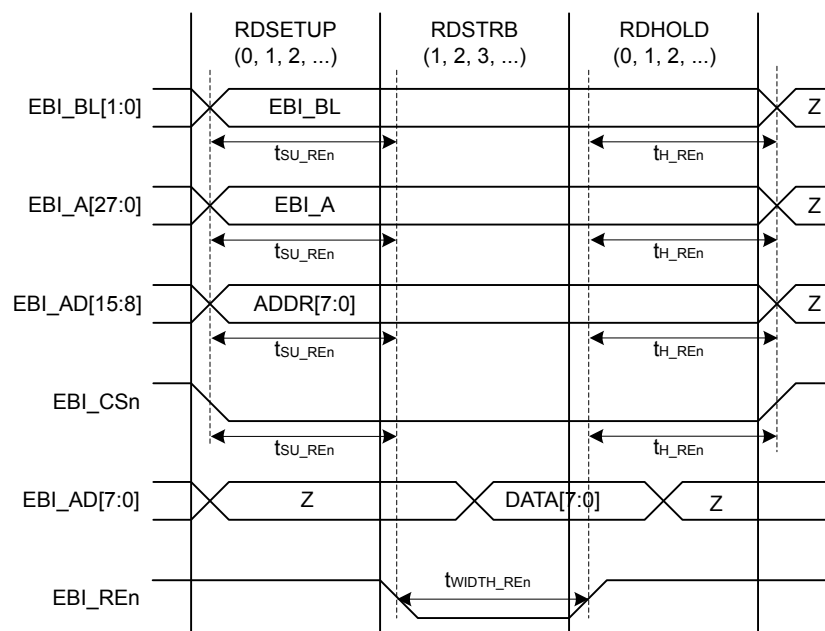 RDSETUP RDSTRB RDHOLD
(0, 1, 2, ...) (1, 2, 3, ...) (0, 1, 2, ...)
EBI_BL[1:0] EBI_BL Z
tSU_REn tH_REn
EBI_A[27:0] EBI_A Z
tSU_REn tH_REn
EBI_AD[15:8] ADDR[7:0] Z
tSU_REn tH_REn
EBI_CSn
tSU_REn tH_REn
EBI_AD[7:0] Z DATA[7:0] Z
tWIDTH_REn
EBI_REn